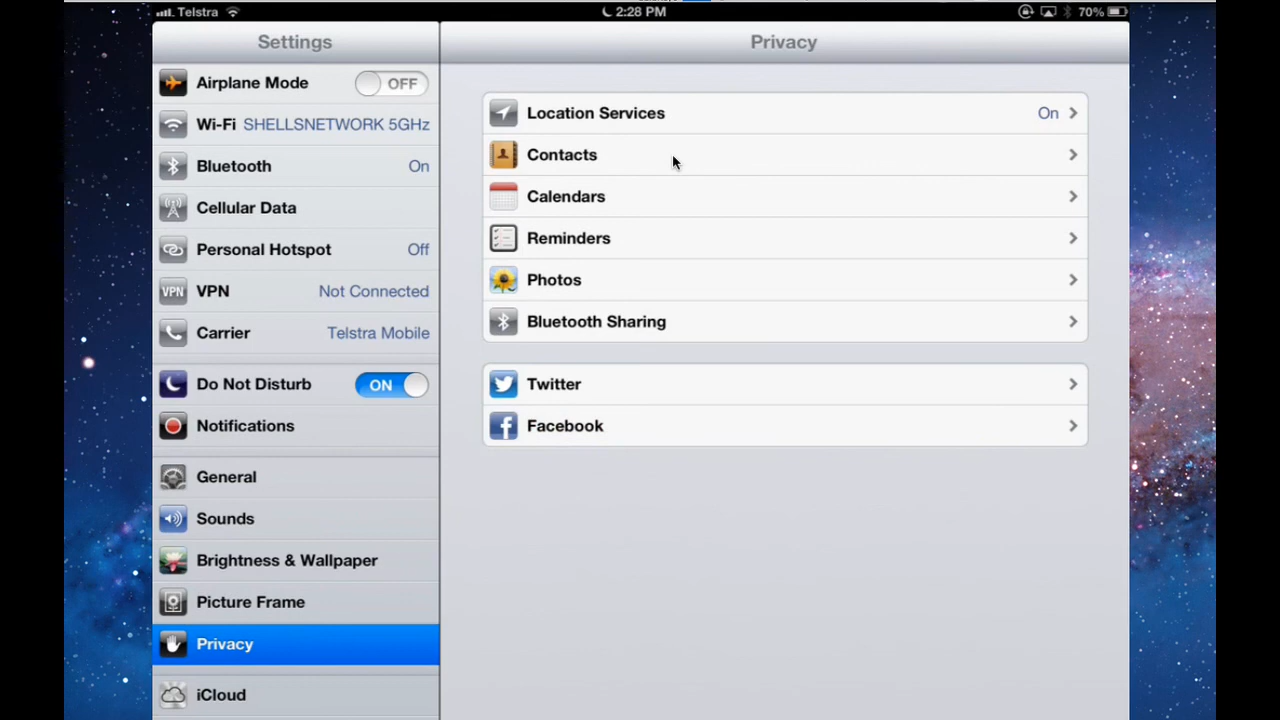 Telstra 2:28 PM 70%
Settings
Privacy
Airplane Mode OFF
Wi-Fi SHELLSNETWORK 5GHz
Bluetooth On
Cellular Data
Personal Hotspot Off
VPN VPN Not Connected
Carrier Telstra Mobile
Do Not Disturb ON
Notifications
General
Sounds
Brightness & Wallpaper
Picture Frame
Privacy
iCloud
Location Services On
Contacts
Calendars
Reminders
Photos
Bluetooth Sharing
Twitter
Facebook